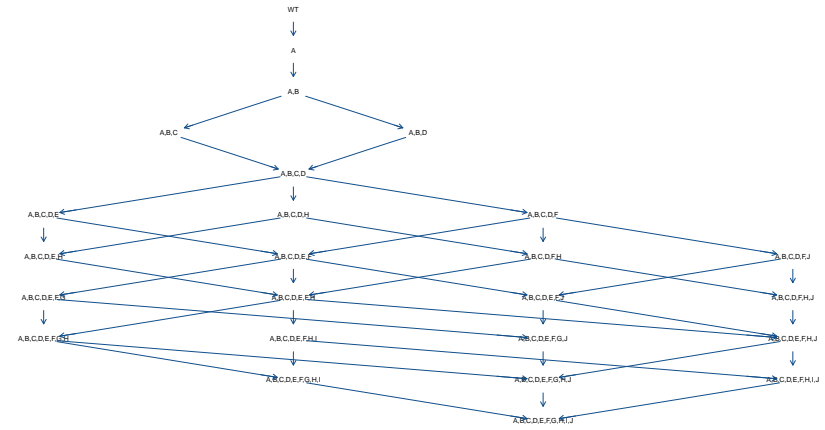 WT
A
A,B
A,B,C
A,B,D
A,B,C,D
A,B,C,D,E
A,B,C,D,H
A,B,C,D,F
A,B,C,D,E,H
A,B,C,D,E,F
A,B,C,D,F,H
A,B,C,D,F,J
A,B,C,D,E,F,G
A,B,C,D,E,F,H
A,B,C,D,E,F,J
A,B,C,D,F,H,J
A,B,C,D,E,F,G,H
A,B,C,D,E,F,H,I
A,B,C,D,E,F,G,J
A,B,C,D,E,F,H,J
A,B,C,D,E,F,G,H,I
A,B,C,D,E,F,G,H,J
A,B,C,D,E,F,H,I,J
A,B,C,D,E,F,G,H,I,J